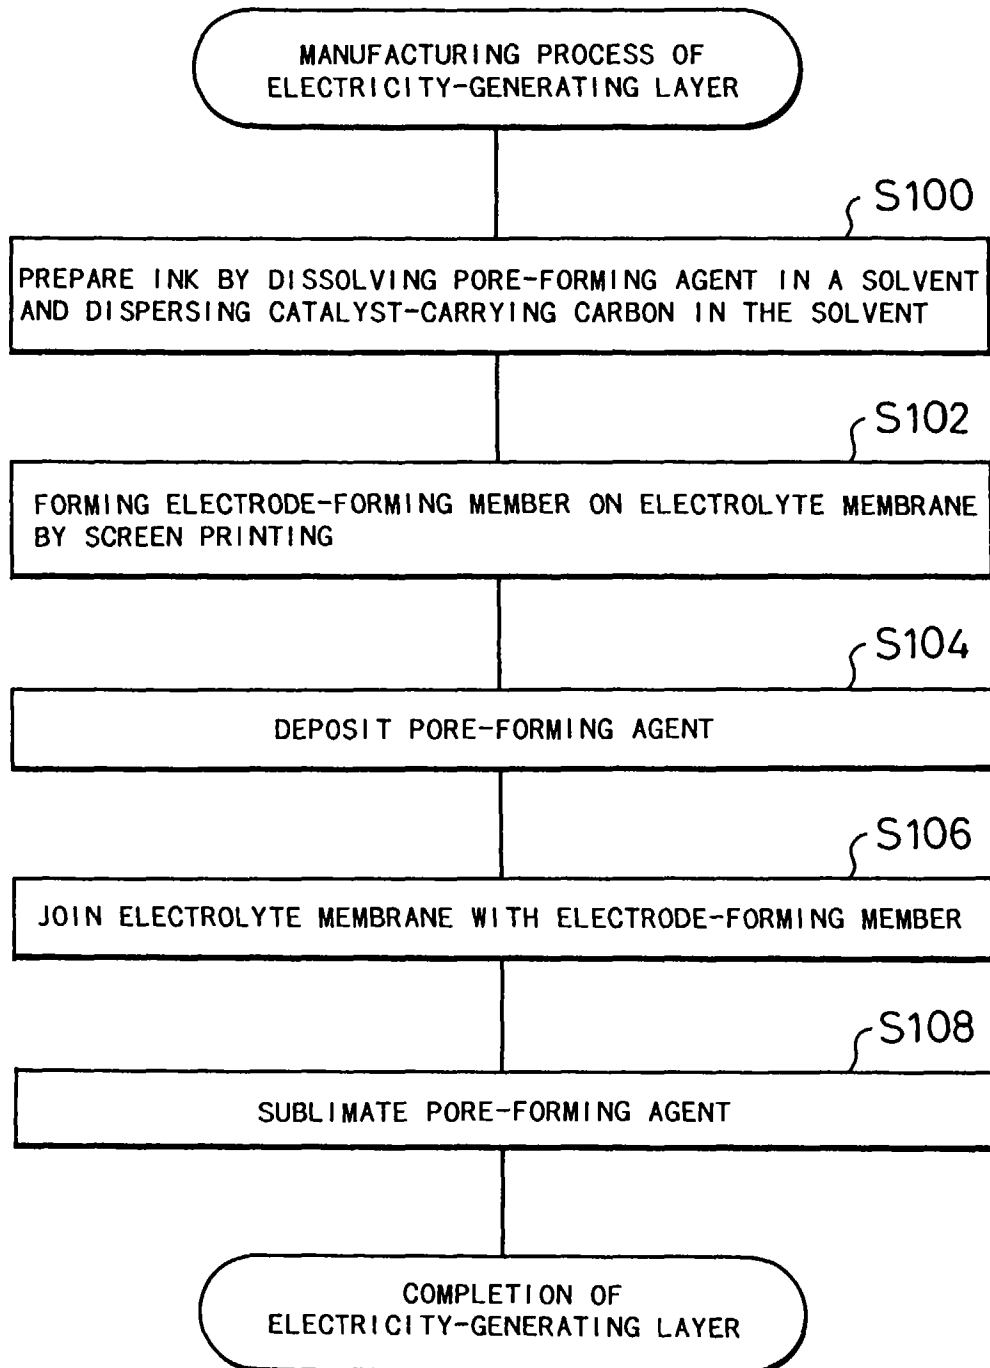 MANUFACTURING PROCESS OF
ELECTRICITY-GENERATING LAYER
S100
PREPARE INK BY DISSOLVING PORE-FORMING AGENT IN A SOLVENT
AND DISPERSING CATALYST-CARRYING CARBON IN THE SOLVENT
S102
FORMING ELECTRODE-FORMING MEMBER ON ELECTROLYTE MEMBRANE
BY SCREEN PRINTING
S104
DEPOSIT PORE-FORMING AGENT
S106
JOIN ELECTROLYTE MEMBRANE WITH ELECTRODE-FORMING MEMBER
S108
SUBLIMATE PORE-FORMING AGENT
COMPLETION OF
ELECTRICITY-GENERATING LAYER